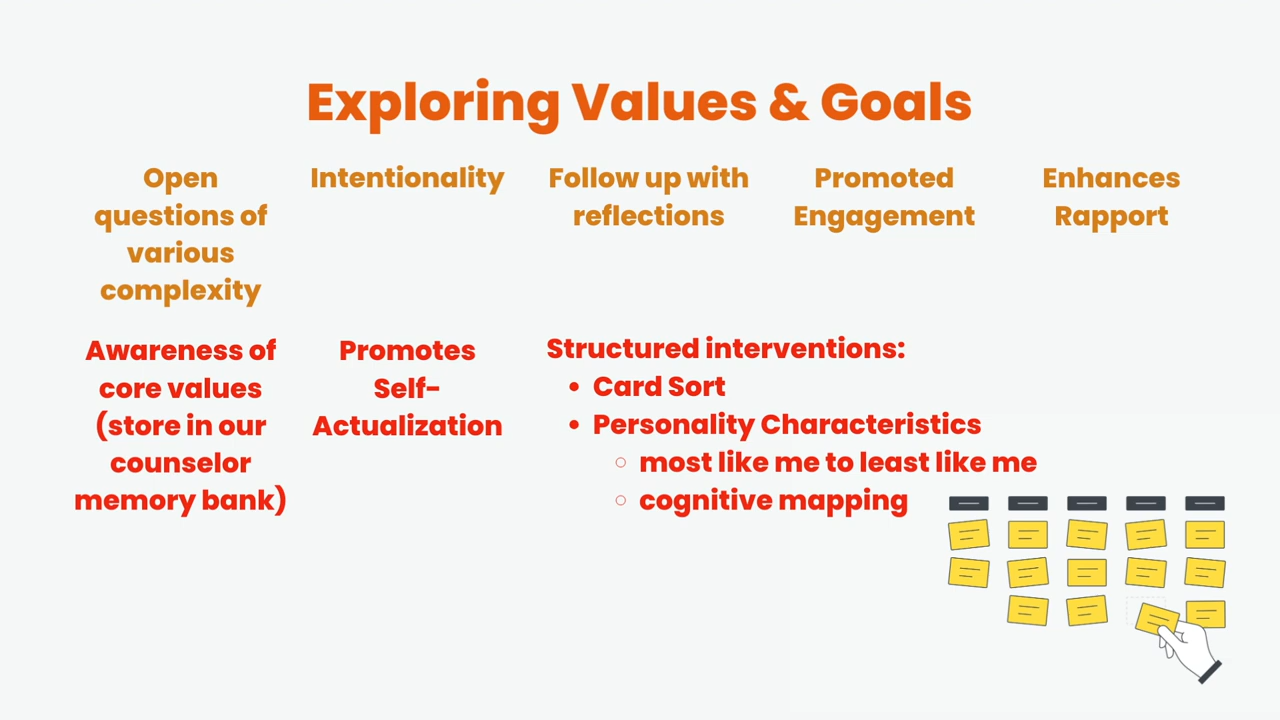 Exploring Values & Goals
Open
questions of
various
complexity
Intentionality
Follow up with
reflections
Promoted
Engagement
Enhances
Rapport
Awareness of
core values
(store in our
counselor
memory bank)
Promotes
Self-
Actualization
Structured interventions:
• Card Sort
• Personality Characteristics
○ most like me to least like me
○ cognitive mapping